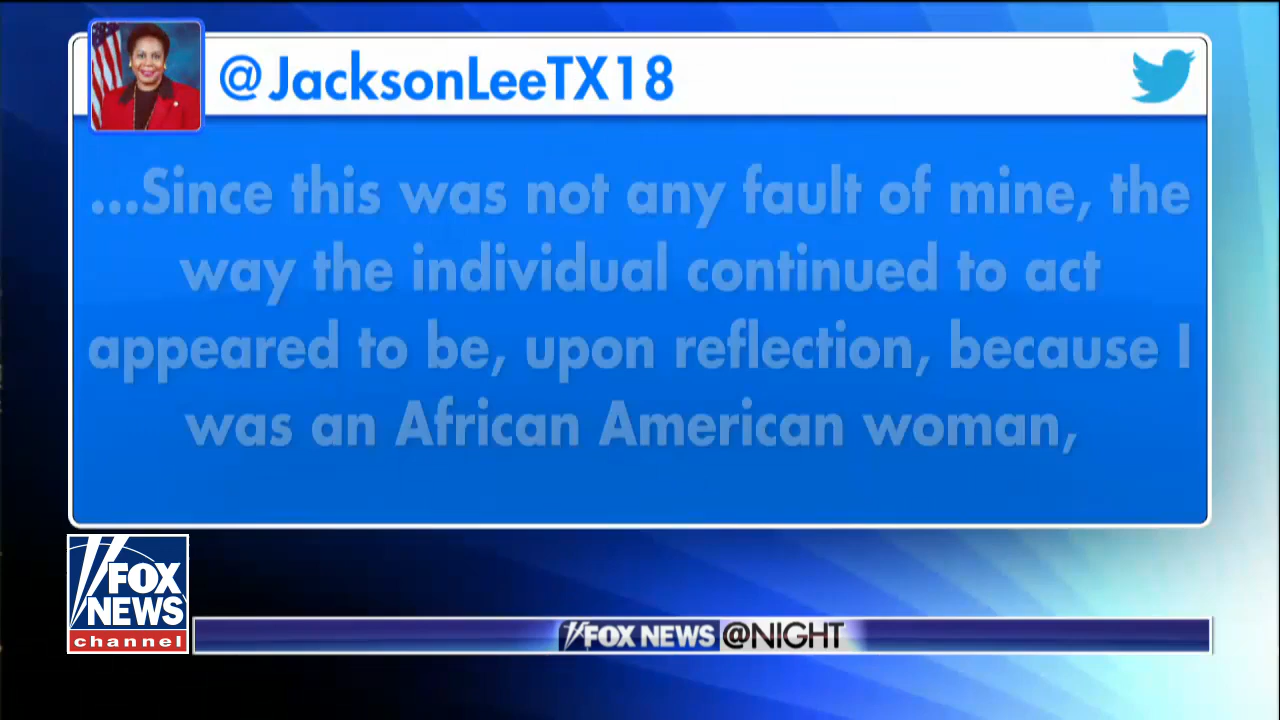 @JacksonLeeTX18
...Since this was not any fault of mine, the
way the individual continued to act
appeared to be, upon reflection, because I
was an African American woman,
FOX
NEWS
channel
FOX NEWS @NIGHT